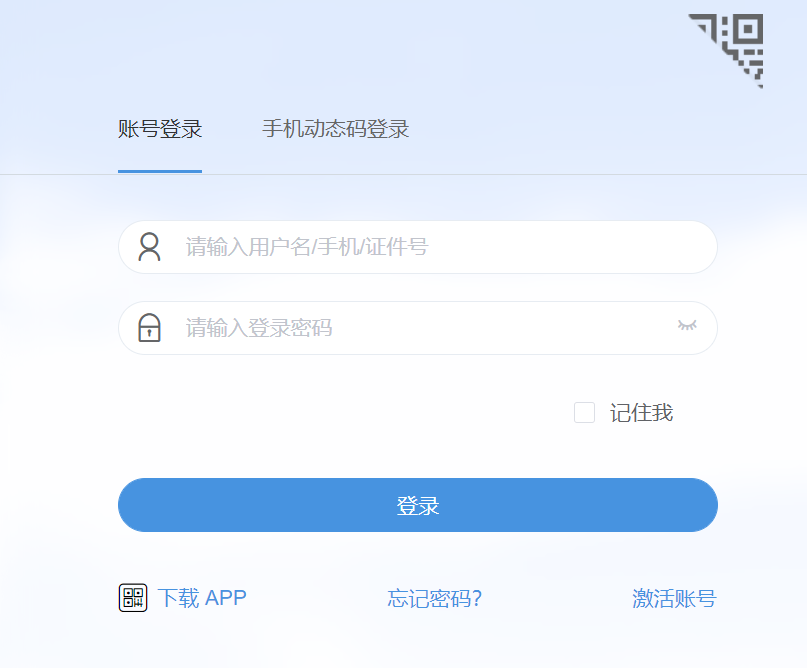 账号登录 手机动态码登录
请输入用户名/手机/证件号
请输入登录密码
记住我
登录
下载 APP 忘记密码? 激活账号